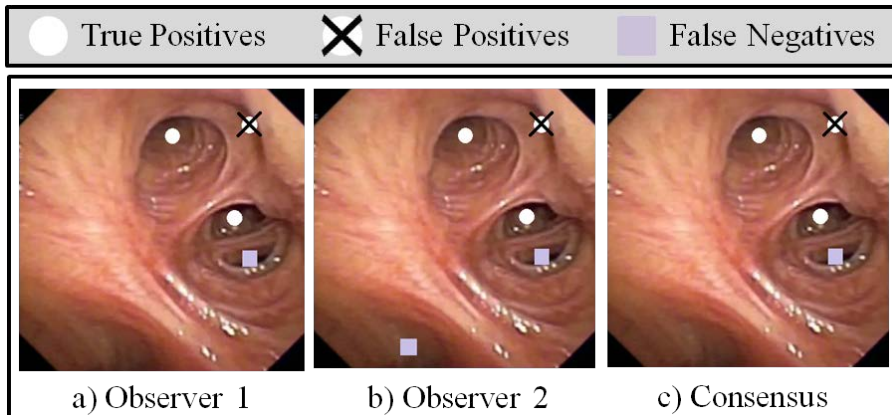 True Positives False Positives False Negatives
a) Observer 1 b) Observer 2 c) Consensus